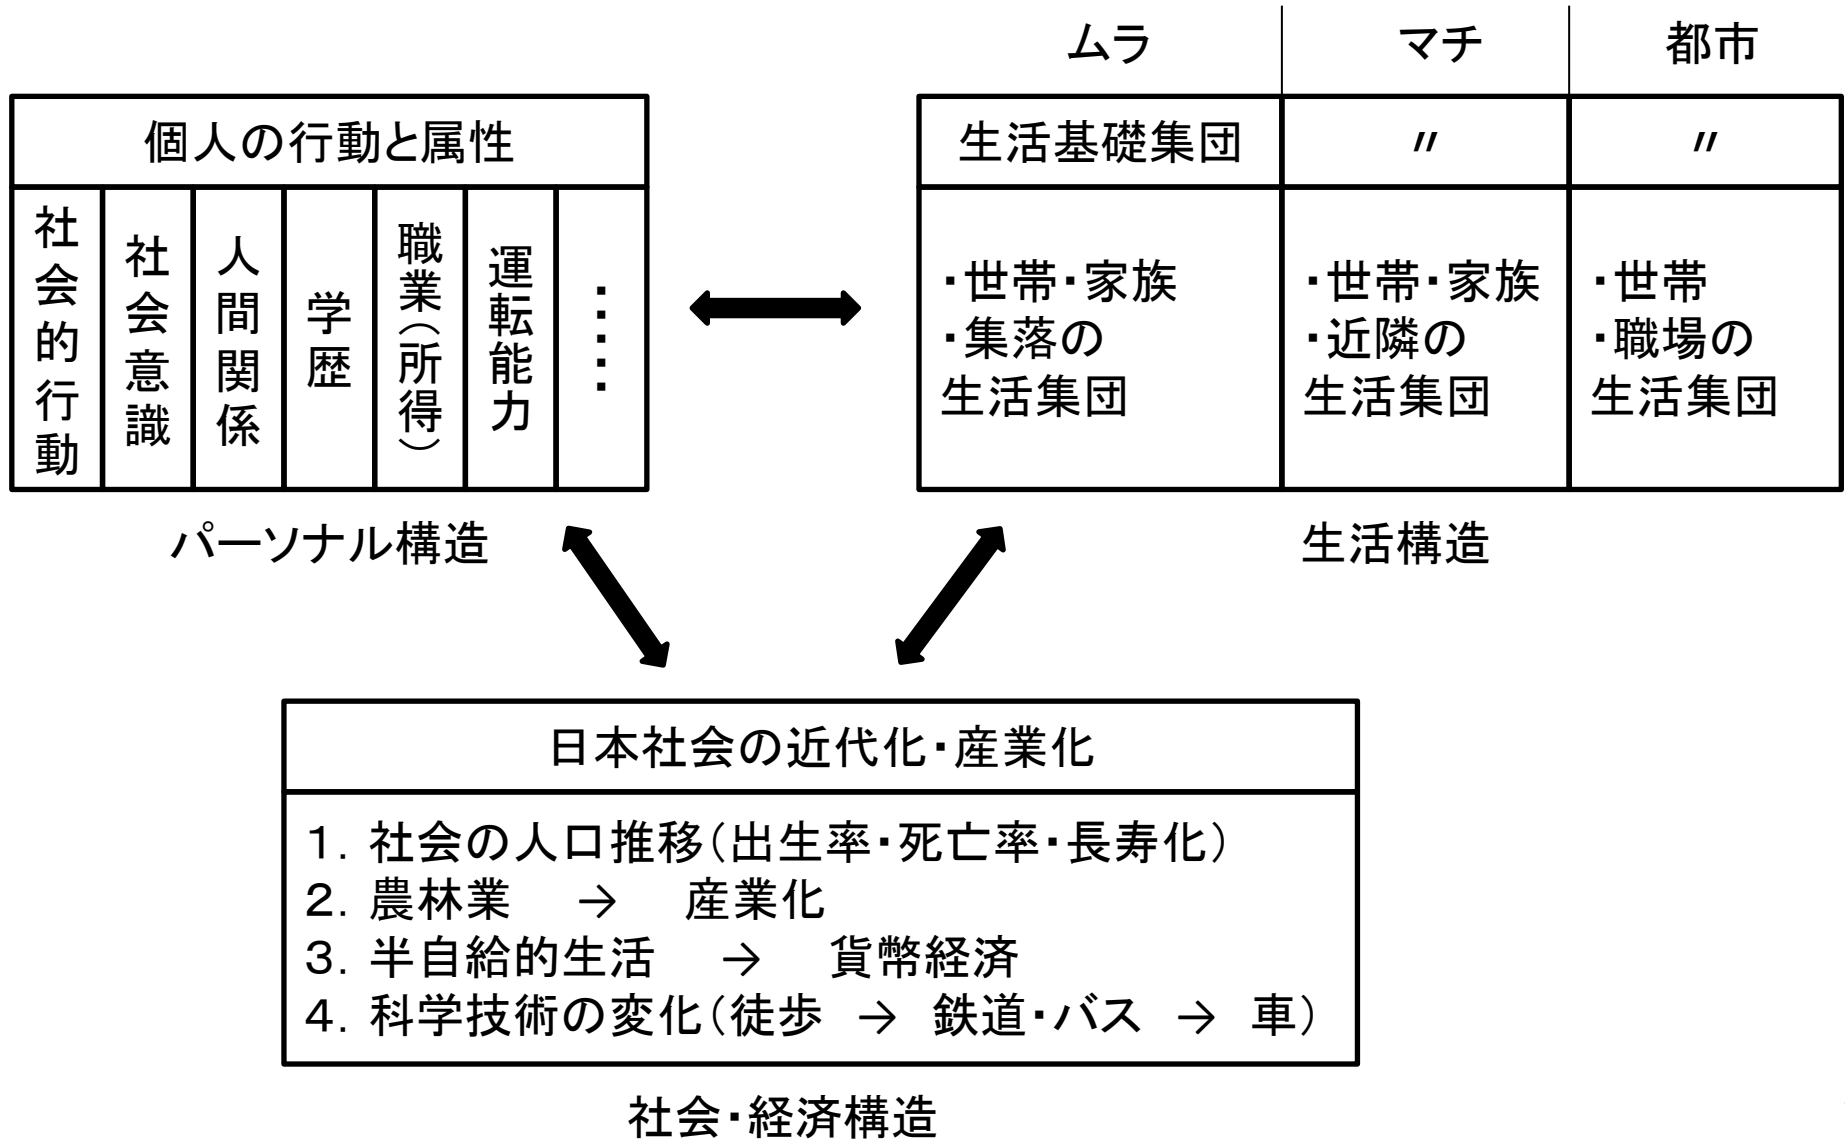 個人の行動と属性
社会的行動
社会意識
人間関係
学歴
職業(所得)
運転能力
・・・・・
パーソナル構造
ムラ マチ 都市
生活基礎集団 〃 〃
・世帯・家族
・集落の
生活集団
・世帯・家族
・近隣の
生活集団
・世帯
・職場の
生活集団
生活構造
日本社会の近代化・産業化
1. 社会の人口推移(出生率・死亡率・長寿化)
2. 農林業 → 産業化
3. 半自給的生活 → 貨幣経済
4. 科学技術の変化(徒歩 → 鉄道・バス → 車)
社会・経済構造